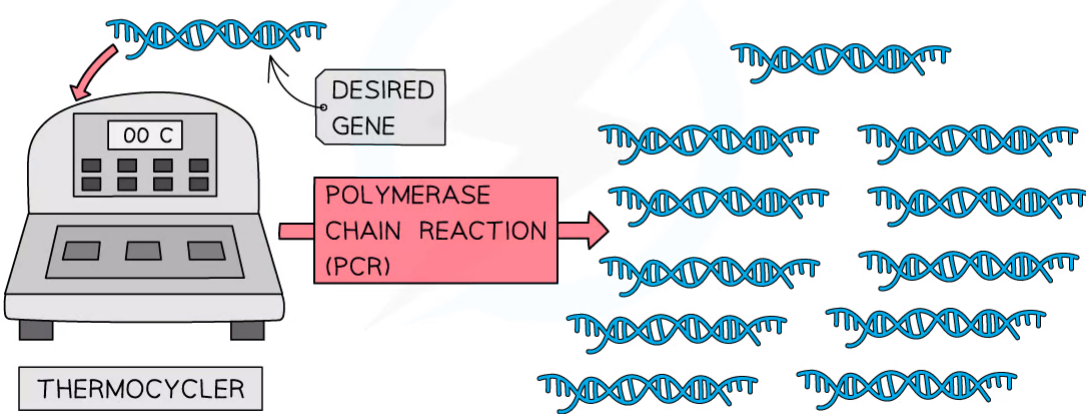 DESIRED
GENE
00 C
POLYMERASE
CHAIN REACTION
(PCR)
THERMOCYCLER